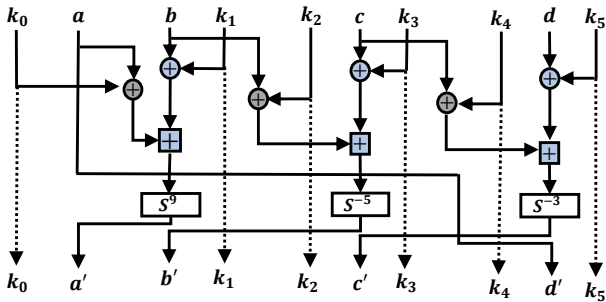 k₀ a b k₁ k₂ c k₃ k₄ d k₅
S⁹ S⁻⁵ S⁻³
k₀ a′ b′ k₁ k₂ c′ k₃ k₄ d′ k₅